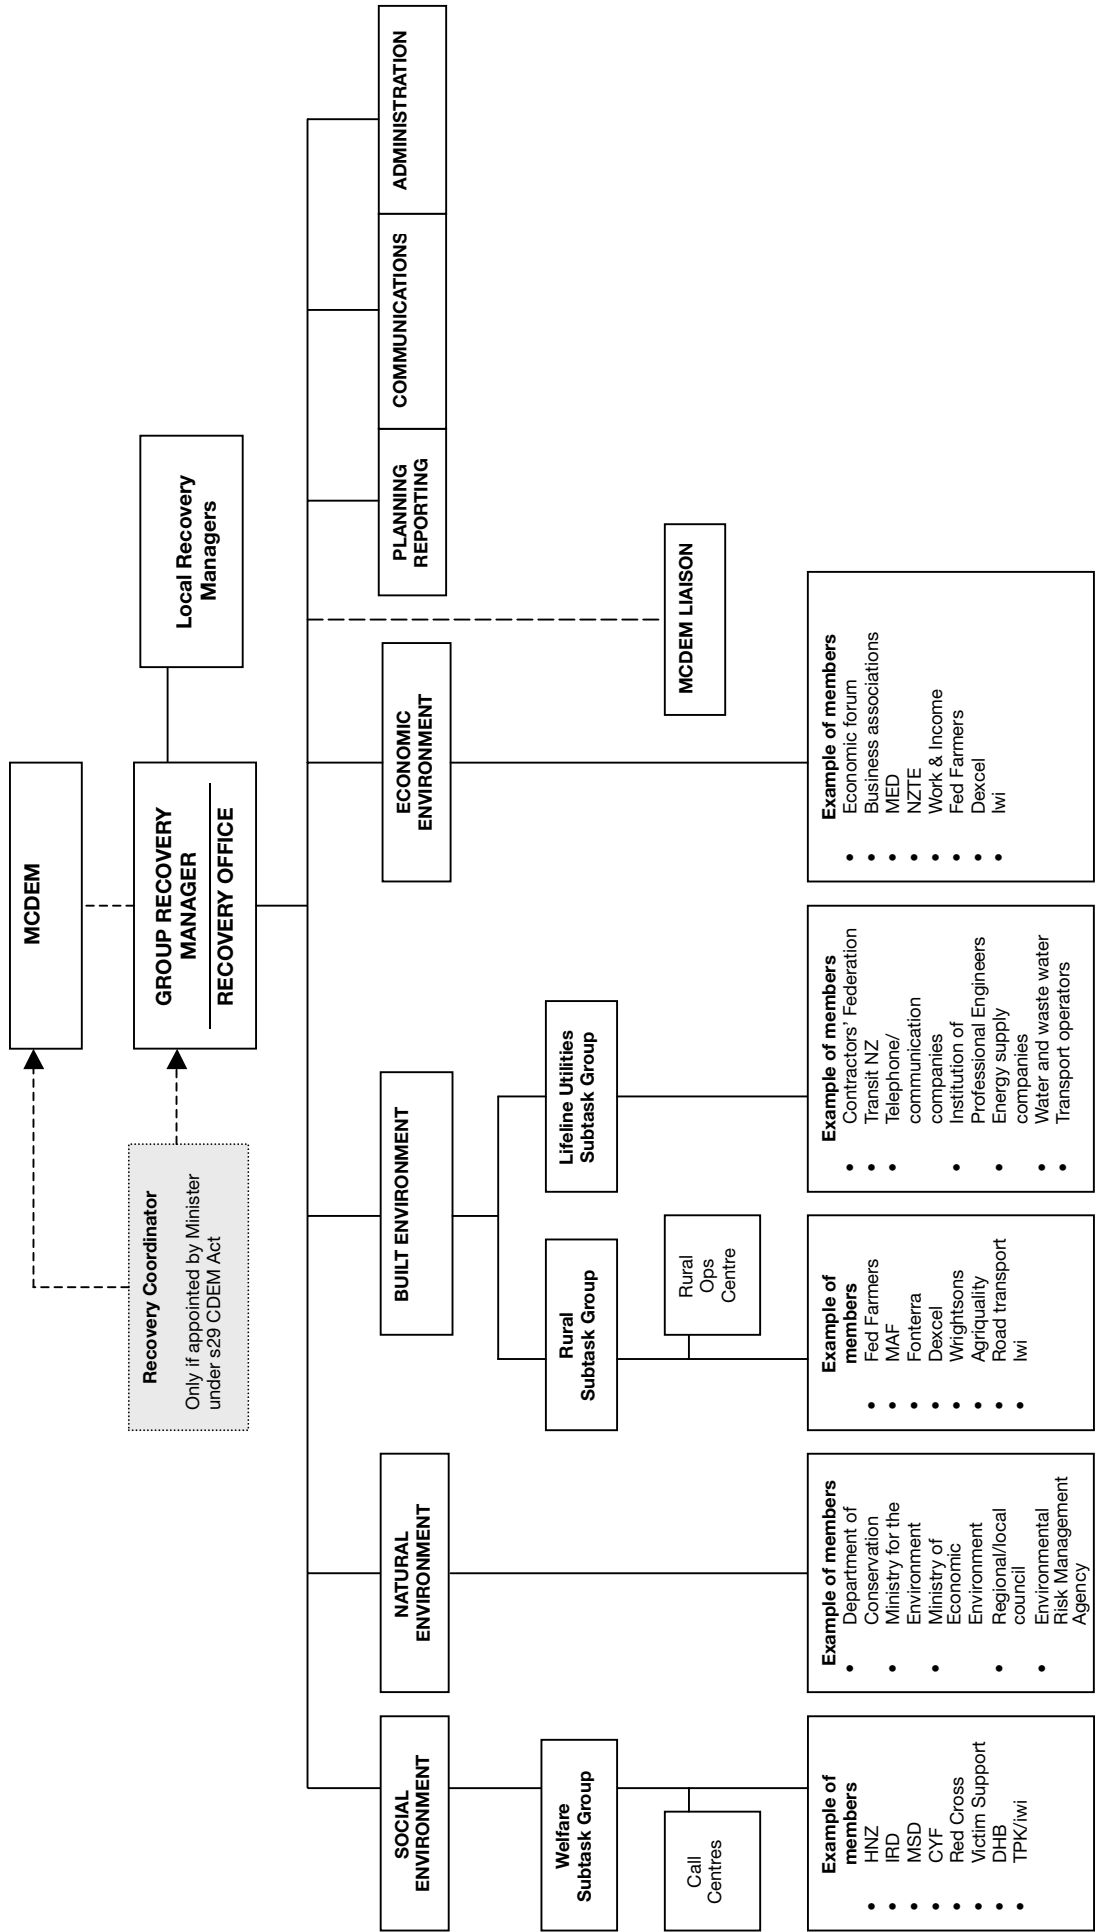 MCDEM
Recovery Coordinator
Only if appointed by Minister
under s29 CDEM Act
GROUP RECOVERY
MANAGER
RECOVERY OFFICE
Local Recovery
Managers
SOCIAL
ENVIRONMENT
NATURAL
ENVIRONMENT
BUILT ENVIRONMENT
ECONOMIC
ENVIRONMENT
PLANNING
REPORTING
COMMUNICATIONS
ADMINISTRATION
Welfare
Subtask Group
Rural
Subtask Group
Lifeline Utilities
Subtask Group
Call
Centres
Rural
Ops
Centre
MCDEM LIAISON
Example of
members
• HNZ
• IRD
• MSD
• CYF
• Red Cross
• Victim Support
• DHB
• TPK/iwi
Example of members
• Department of
Conservation
• Ministry for the
Environment
• Ministry of
Economic
Environment
• Regional/local
council
• Environmental
Risk Management
Agency
Example of
members
• Fed Farmers
• MAF
• Fonterra
• Dexcel
• Wrightsons
• Agriquality
• Road transport
• Iwi
Example of members
• Contractors' Federation
• Transit NZ
• Telephone/
communication
companies
• Institution of
Professional Engineers
• Energy supply
companies
• Water and waste water
• Transport operators
Example of members
• Economic forum
• Business associations
• MED
• NZTE
• Work & Income
• Fed Farmers
• Dexcel
• Iwi